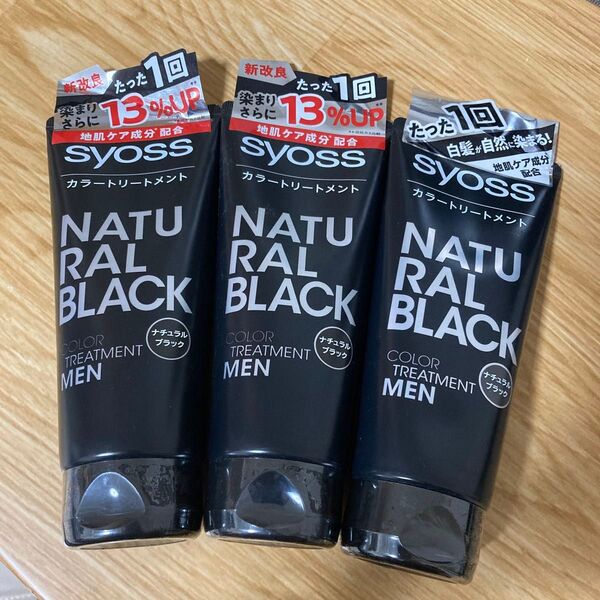 新改良
たった1回
染まり
さらに
13%UP
地肌ケア成分*配合
syoss
カラートリートメント
NATU
RAL
BLACK
COLOR
TREATMENT
MEN
ナチュラル
ブラック
新改良
たった1回
染まり
さらに
13%UP
地肌ケア成分*配合
syoss
カラートリートメント
NATU
RAL
BLACK
COLOR
TREATMENT
MEN
ナチュラル
ブラック
たった1回
白髪が自然に染まる!
地肌ケア成分
配合
syoss
カラートリートメント
NATU
RAL
BLACK
COLOR
TREATMENT
MEN
ナチュラル
ブラック